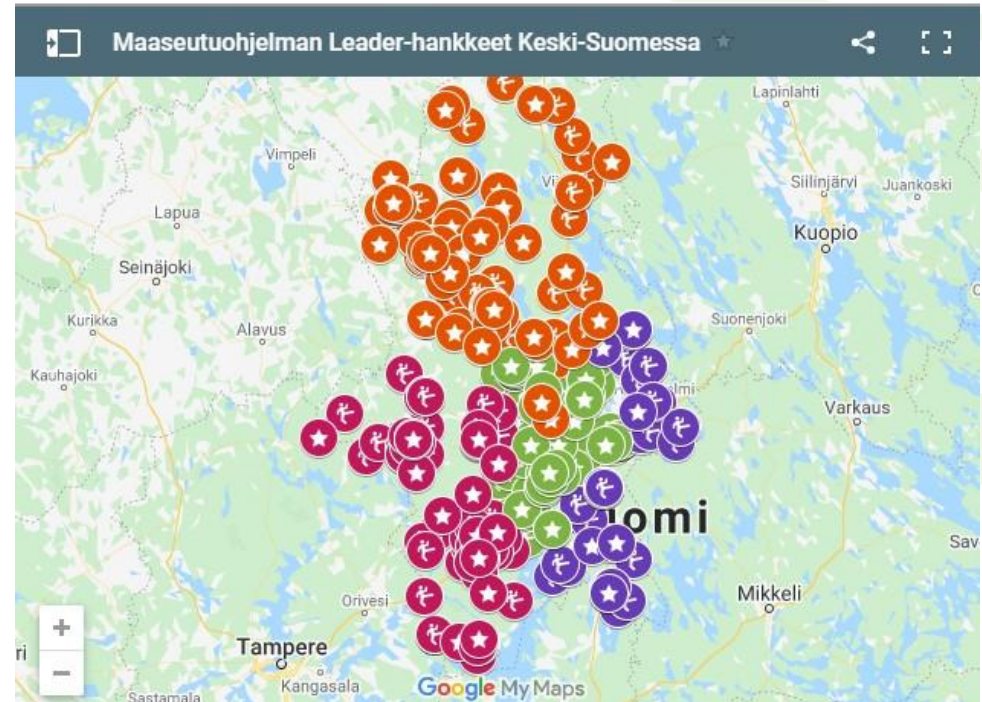 Maaseutuohjelman Leader-hankkeet Keski-Suomessa
Lapinlahti
Vimpeli
Siilinjärvi
Juankoski
Lapua
Kuopio
Seinäjoki
Kurikka
Alavus
Suonenjoki
Kauhajoki
Varkaus
omi
Sav
Orivesi
Mikkeli
+
Tampere
ri
−
Kangasala
Google My Maps
Sastamala